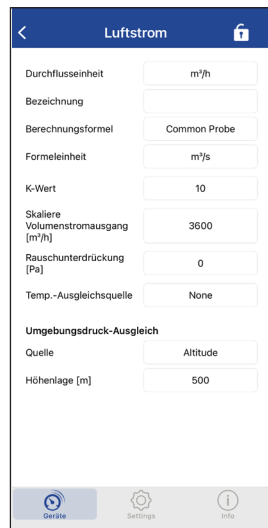 Luftstrom
Durchflusseinheit
m³/h
Bezeichnung
Berechnungsformel
Common Probe
Formeleinheit
m³/s
K-Wert
10
Skaliere
Volumenstromausgang
[m³/h]
3600
Rauschunterdrückung
[Pa]
0
Temp.-Ausgleichsquelle
None
Umgebungsdruck-Ausgleich
Quelle
Altitude
Höhenlage [m]
500
Geräte
Settings
Info